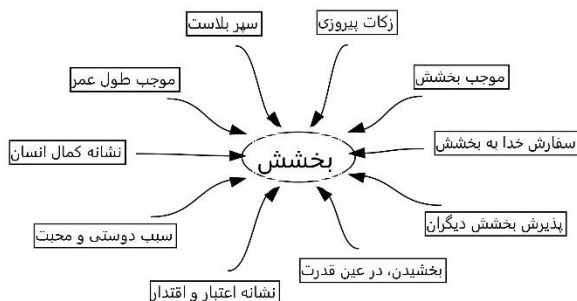 زکات پیروزی
سپر بلاست
موجب بخشش
موجب طول عمر
سفارش خدا به بخشش
بخشش
نشانه کمال انسان
پذیرش بخشش دیگران
سبب دوستی و محبت
بخشیدن، در عین قدرت
نشانه اعتبار و اقتدار